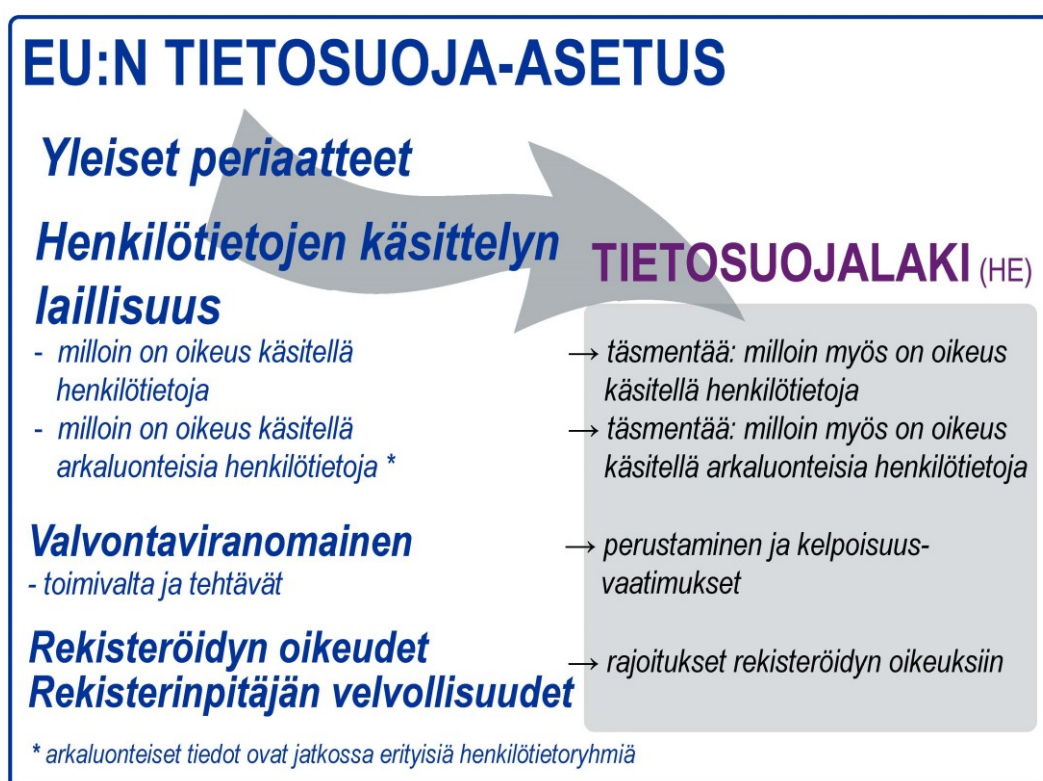 EU:N TIETOSUOJA-ASETUS
Yleiset periaatteet
Henkilötietojen käsittelyn
laillisuus
- milloin on oikeus käsitellä
henkilötietoja
- milloin on oikeus käsitellä
arkaluonteisia henkilötietoja *
Valvontaviranomainen
- toimivalta ja tehtävät
Rekisteröidyn oikeudet
Rekisterinpitäjän velvollisuudet
* arkaluonteiset tiedot ovat jatkossa erityisiä henkilötietoryhmiä
TIETOSUOJALAKI (HE)
→ täsmentää: milloin myös on oikeus
käsitellä henkilötietoja
→ täsmentää: milloin myös on oikeus
käsitellä arkaluonteisia henkilötietoja
→ perustaminen ja kelpoisuus-
vaatimukset
→ rajoitukset rekisteröidyn oikeuksiin